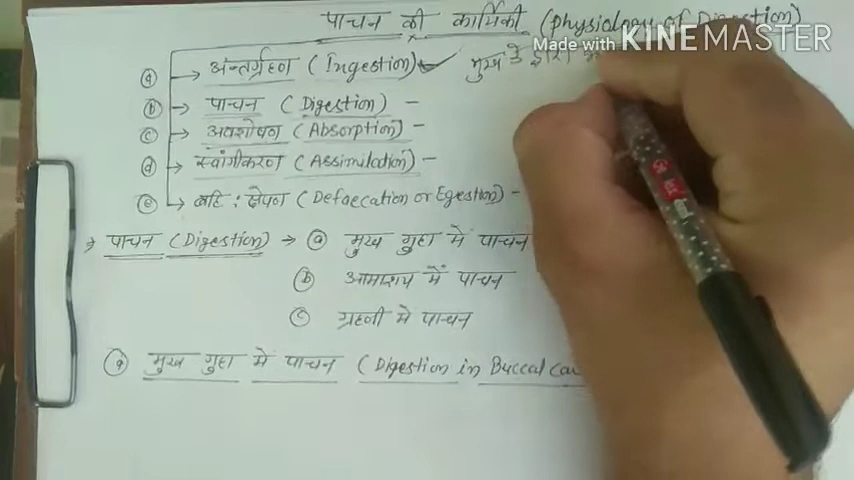 पाचन की कार्मिकी (Physiology of Digestion)
Made with KINEMASTER
(a) → अन्तर्ग्रहण (Ingestion) ✓ मुख के द्वारा
(b) → पाचन (Digestion) –
(c) → अवशोषण (Absorption) –
(d) → स्वांगीकरण (Assimilation) –
(e) → बहि: क्षेपण (Defaecation or Egestion) –
→ पाचन (Digestion) → (a) मुख गुहा में पाचन
(b) आमाशय में पाचन
(c) ग्रहणी में पाचन
(a) मुख गुहा में पाचन (Digestion in Buccal